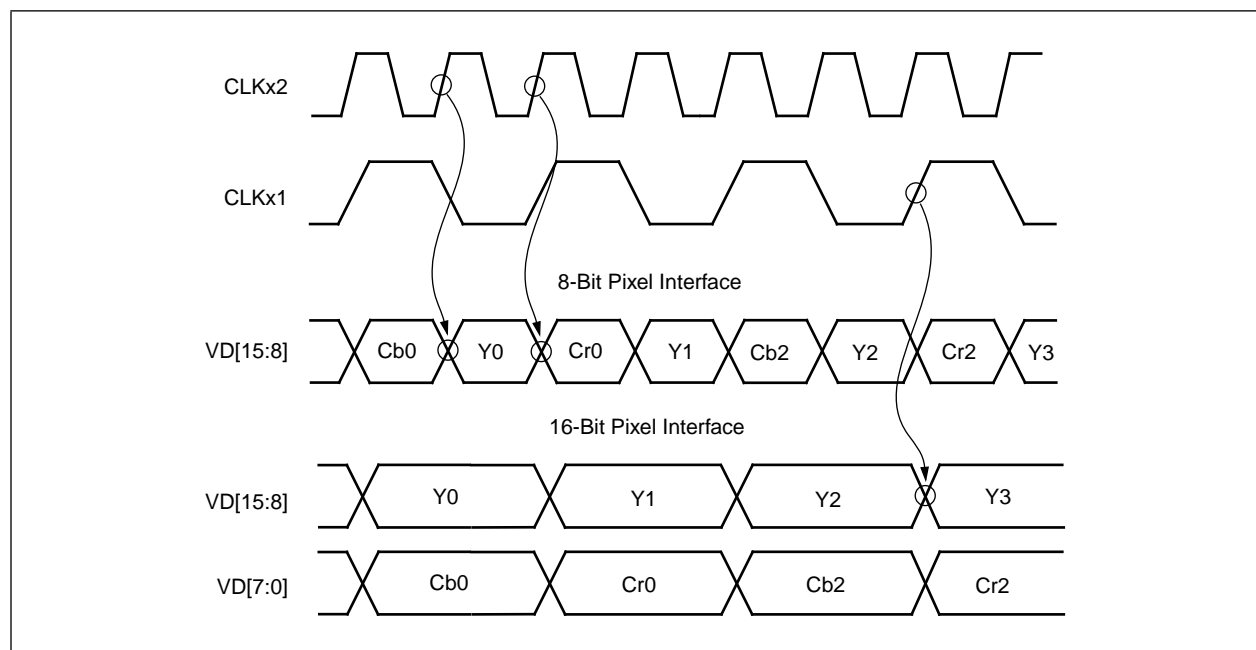 CLKx2
CLKx1
8-Bit Pixel Interface
VD[15:8] Cb0 Y0 Cr0 Y1 Cb2 Y2 Cr2 Y3
16-Bit Pixel Interface
VD[15:8] Y0 Y1 Y2 Y3
VD[7:0] Cb0 Cr0 Cb2 Cr2